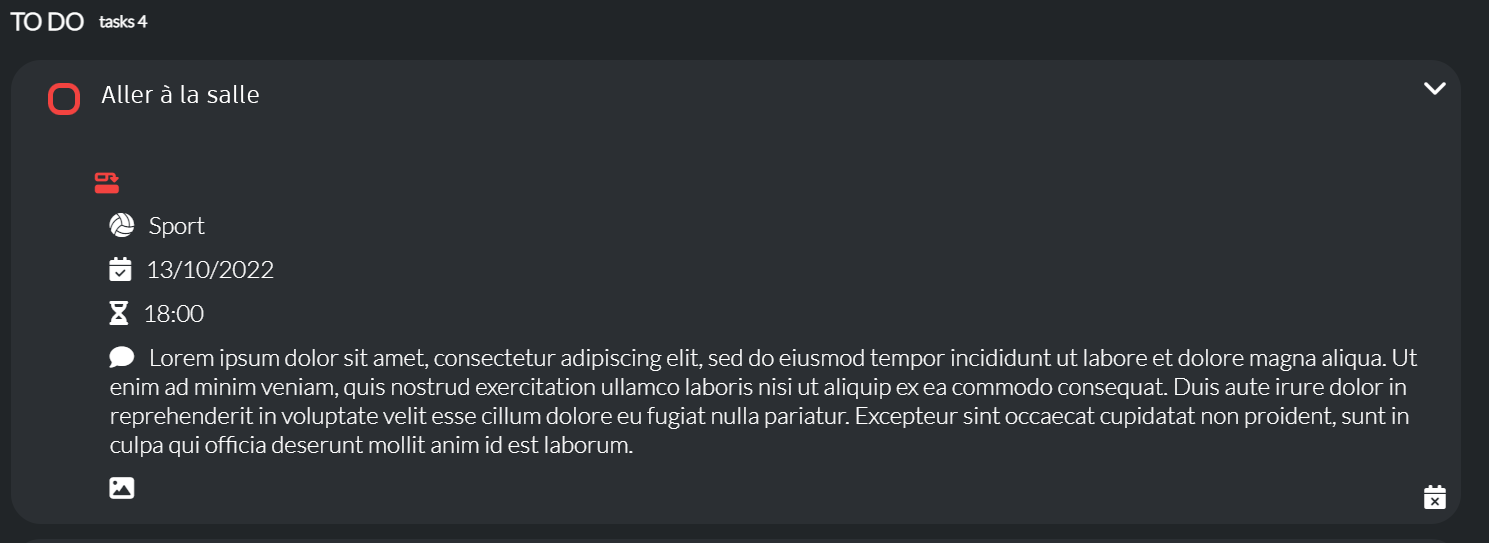 TO DO tasks 4
Aller à la salle
Sport
13/10/2022
18:00
Lorem ipsum dolor sit amet, consectetur adipiscing elit, sed do eiusmod tempor incididunt ut labore et dolore magna aliqua. Ut
enim ad minim veniam, quis nostrud exercitation ullamco laboris nisi ut aliquip ex ea commodo consequat. Duis aute irure dolor in
reprehenderit in voluptate velit esse cillum dolore eu fugiat nulla pariatur. Excepteur sint occaecat cupidatat non proident, sunt in
culpa qui officia deserunt mollit anim id est laborum.